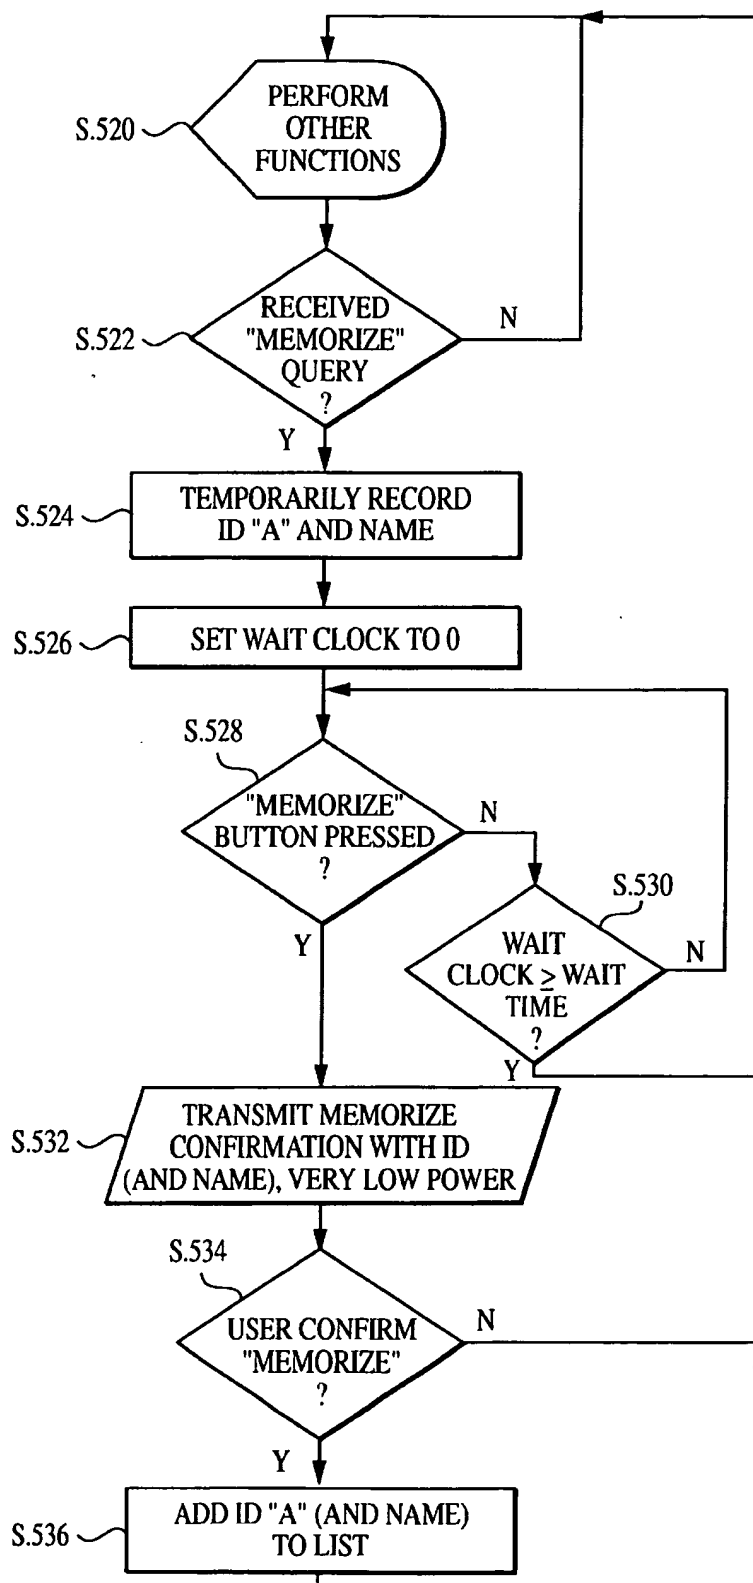 S.520
PERFORM
OTHER
FUNCTIONS
S.522
RECEIVED
"MEMORIZE"
QUERY
?
N
Y
S.524
TEMPORARILY RECORD
ID "A" AND NAME
S.526
SET WAIT CLOCK TO 0
S.528
"MEMORIZE"
BUTTON PRESSED
?
N
Y
S.530
WAIT
CLOCK ≥ WAIT
TIME
?
N
Y
S.532
TRANSMIT MEMORIZE
CONFIRMATION WITH ID
(AND NAME), VERY LOW POWER
S.534
USER CONFIRM
"MEMORIZE"
?
N
Y
S.536
ADD ID "A" (AND NAME)
TO LIST